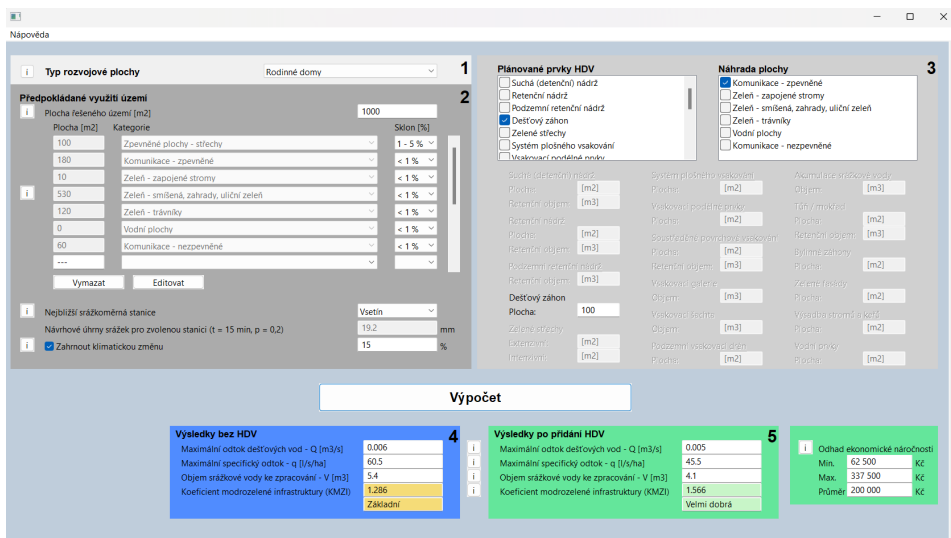 Nápověda
i Typ rozvojové plochy Rodinné domy 1
Předpokládané využití území 2
i Plocha řešeného území [m2] 1000
Plocha [m2] Kategorie Sklon [%]
100 Zpevněné plochy - střechy 1 - 5 %
180 Komunikace - zpevněné < 1 %
10 Zeleň - zapojené stromy < 1 %
i 530 Zeleň - smíšená, zahrady, uliční zeleň < 1 %
120 Zeleň - trávníky < 1 %
0 Vodní plochy < 1 %
60 Komunikace - nezpevněné < 1 %
---
Vymazat Editovat
i Nejbližší srážkoměrná stanice Vsetín
Návrhové úhrny srážek pro zvolenou stanici (t = 15 min, p = 0,2) 19.2 mm
i Zahrnout klimatickou změnu 15 %
Plánované prvky HDV Náhrada plochy 3
Suchá (detenční) nádrž
Retenční nádrž
Podzemní retenční nádrž
Dešťový záhon
Zelené střechy
Systém plošného vsakování
Vsakovací podélné prvky
Komunikace - zpevněné
Zeleň - zapojené stromy
Zeleň - smíšená, zahrady, uliční zeleň
Zeleň - trávníky
Vodní plochy
Komunikace - nezpevněné
Suchá (detenční) nádrž
Plocha: [m2]
Retenční objem: [m3]
Retenční nádrž
Plocha: [m2]
Retenční objem: [m3]
Podzemní retenční nádrž
Retenční objem: [m3]
Dešťový záhon
Plocha: 100
Zelené střechy
Extenzivní: [m2]
Intenzivní: [m2]
Systém plošného vsakování
Plocha: [m2]
Vsakovací podélné prvky
Plocha: [m2]
Soustředěné povrchové vsakování
Plocha: [m2]
Retenční objem: [m3]
Vsakovací galerie
Objem: [m3]
Vsakovací šachta
Objem: [m3]
Podzemní vsakovací dren
Plocha: [m2]
Akumulace srážkové vody
Objem: [m3]
Tůň / mokřad
Plocha: [m2]
Retenční objem: [m3]
Bylinné záhony
Plocha: [m2]
Zelené fasády
Plocha: [m2]
Výsadba stromů a keřů
Plocha: [m2]
Vodní prvky
Plocha: [m2]
Výpočet
Výsledky bez HDV 4
Maximální odtok dešťových vod - Q [m3/s] 0.006
Maximální specifický odtok - q [l/s/ha] 60.5
Objem srážkové vody ke zpracování - V [m3] 5.4
Koeficient modrozelené infrastruktury (KMZI) 1.286
Základní
i
i
i
i
Výsledky po přidání HDV 5
Maximální odtok dešťových vod - Q [m3/s] 0.005
Maximální specifický odtok - q [l/s/ha] 45.5
Objem srážkové vody ke zpracování - V [m3] 4.1
Koeficient modrozelené infrastruktury (KMZI) 1.566
Velmi dobrá
i Odhad ekonomické náročnosti
Min. 62 500 Kč
Max. 337 500 Kč
Průměr 200 000 Kč